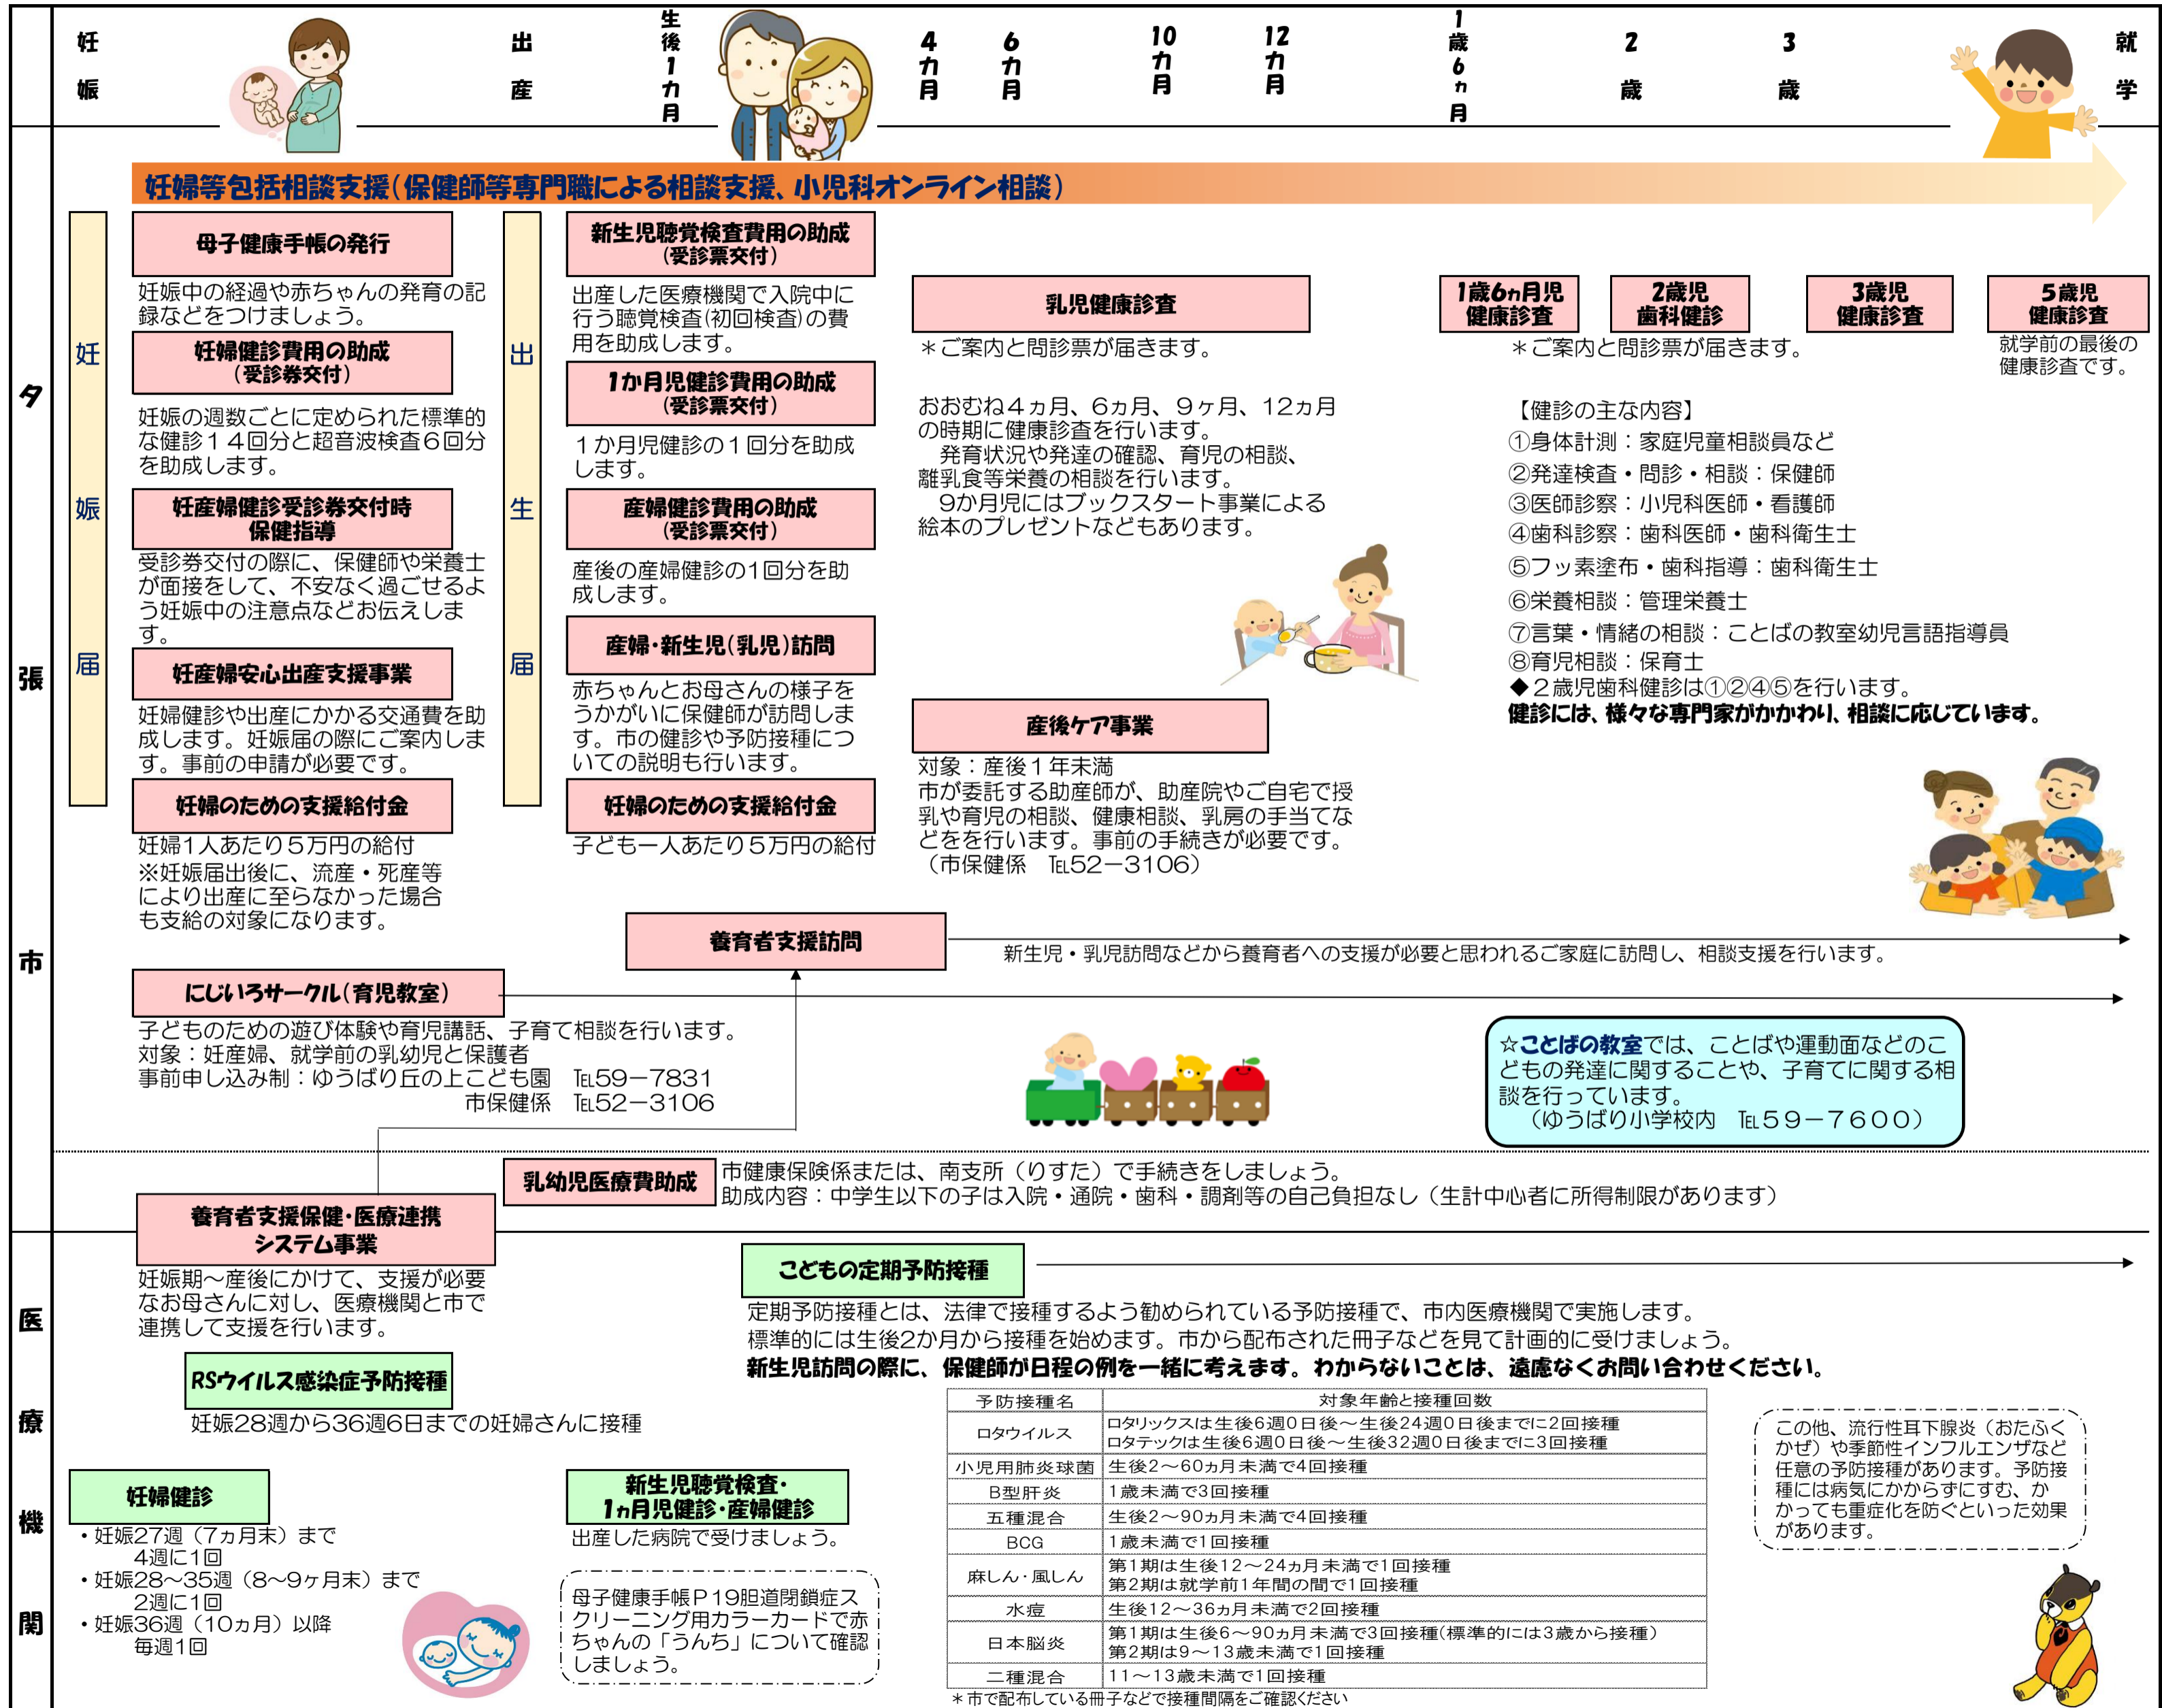 妊娠
出産
生後1カ月
4カ月
6カ月
10カ月
12カ月
1歳6ヵ月
2歳
3歳
就学
夕張市
妊婦等包括相談支援(保健師等専門職による相談支援、小児科オンライン相談)
妊娠届
母子健康手帳の発行
妊娠中の経過や赤ちゃんの発育の記
録などをつけましょう。
妊婦健診費用の助成
(受診券交付)
妊娠の週数ごとに定められた標準的
な健診14回分と超音波検査6回分
を助成します。
妊産婦健診受診券交付時
保健指導
受診券交付の際に、保健師や栄養士
が面接をして、不安なく過ごせるよ
う妊娠中の注意点などお伝えしま
す。
妊産婦安心出産支援事業
妊婦健診や出産にかかる交通費を助
成します。妊娠届の際にご案内しま
す。事前の申請が必要です。
妊婦のための支援給付金
妊婦1人あたり5万円の給付
※妊娠届出後に、流産・死産等
により出産に至らなかった場合
も支給の対象になります。
出生届
新生児聴覚検査費用の助成
(受診票交付)
出産した医療機関で入院中に
行う聴覚検査(初回検査)の費
用を助成します。
1か月児健診費用の助成
(受診票交付)
1か月児健診の1回分を助成
します。
産婦健診費用の助成
(受診票交付)
産後の産婦健診の1回分を助
成します。
産婦・新生児(乳児)訪問
赤ちゃんとお母さんの様子を
うかがいに保健師が訪問しま
す。市の健診や予防接種につ
いての説明も行います。
妊婦のための支援給付金
子ども一人あたり5万円の給付
乳児健康診査
＊ご案内と問診票が届きます。
おおむね4ヵ月、6ヵ月、9ヶ月、12ヵ月
の時期に健康診査を行います。
発育状況や発達の確認、育児の相談、
離乳食等栄養の相談を行います。
9か月児にはブックスタート事業による
絵本のプレゼントなどもあります。
産後ケア事業
対象：産後1年未満
市が委託する助産師が、助産院やご自宅で授
乳や育児の相談、健康相談、乳房の手当てな
どをを行います。事前の手続きが必要です。
（市保健係　℡52－3106）
1歳6ヵ月児
健康診査
2歳児
歯科健診
3歳児
健康診査
5歳児
健康診査
＊ご案内と問診票が届きます。
就学前の最後の
健康診査です。
【健診の主な内容】
①身体計測：家庭児童相談員など
②発達検査・問診・相談：保健師
③医師診察：小児科医師・看護師
④歯科診察：歯科医師・歯科衛生士
⑤フッ素塗布・歯科指導：歯科衛生士
⑥栄養相談：管理栄養士
⑦言葉・情緒の相談：ことばの教室幼児言語指導員
⑧育児相談：保育士
◆2歳児歯科健診は①②④⑤を行います。
健診には、様々な専門家がかかわり、相談に応じています。
養育者支援訪問
新生児・乳児訪問などから養育者への支援が必要と思われるご家庭に訪問し、相談支援を行います。
にじいろサークル(育児教室)
子どものための遊び体験や育児講話、子育て相談を行います。
対象：妊産婦、就学前の乳幼児と保護者
事前申し込み制：ゆうばり丘の上こども園　℡59－7831
市保健係　℡52－3106
☆ことばの教室では、ことばや運動面などのこ
どもの発達に関することや、子育てに関する相
談を行っています。
（ゆうばり小学校内　℡59－7600）
乳幼児医療費助成
市健康保険係または、南支所（りすた）で手続きをしましょう。
助成内容：中学生以下の子は入院・通院・歯科・調剤等の自己負担なし（生計中心者に所得制限があります）
医療機関
養育者支援保健・医療連携
システム事業
妊娠期～産後にかけて、支援が必要
なお母さんに対し、医療機関と市で
連携して支援を行います。
RSウイルス感染症予防接種
妊娠28週から36週6日までの妊婦さんに接種
妊婦健診
・妊娠27週（7ヵ月末）まで
4週に1回
・妊娠28～35週（8～9ヶ月末）まで
2週に1回
・妊娠36週（10ヵ月）以降
毎週1回
新生児聴覚検査・
1ヵ月児健診・産婦健診
出産した病院で受けましょう。
母子健康手帳P19胆道閉鎖症ス
クリーニング用カラーカードで赤
ちゃんの「うんち」について確認
しましょう。
こどもの定期予防接種
定期予防接種とは、法律で接種するよう勧められている予防接種で、市内医療機関で実施します。
標準的には生後2か月から接種を始めます。市から配布された冊子などを見て計画的に受けましょう。
新生児訪問の際に、保健師が日程の例を一緒に考えます。わからないことは、遠慮なくお問い合わせください。
予防接種名　対象年齢と接種回数
ロタウイルス　ロタリックスは生後6週0日後～生後24週0日後までに2回接種
ロタテックは生後6週0日後～生後32週0日後までに3回接種
小児用肺炎球菌　生後2～60ヵ月未満で4回接種
B型肝炎　1歳未満で3回接種
五種混合　生後2～90ヵ月未満で4回接種
BCG　1歳未満で1回接種
麻しん・風しん　第1期は生後12～24ヵ月未満で1回接種
第2期は就学前1年間の間で1回接種
水痘　生後12～36ヵ月未満で2回接種
日本脳炎　第1期は生後6～90ヵ月未満で3回接種(標準的には3歳から接種)
第2期は9～13歳未満で1回接種
二種混合　11～13歳未満で1回接種
＊市で配布している冊子などで接種間隔をご確認ください
この他、流行性耳下腺炎（おたふく
かぜ）や季節性インフルエンザなど
任意の予防接種があります。予防接
種には病気にかからずにすむ、か
かっても重症化を防ぐといった効果
があります。